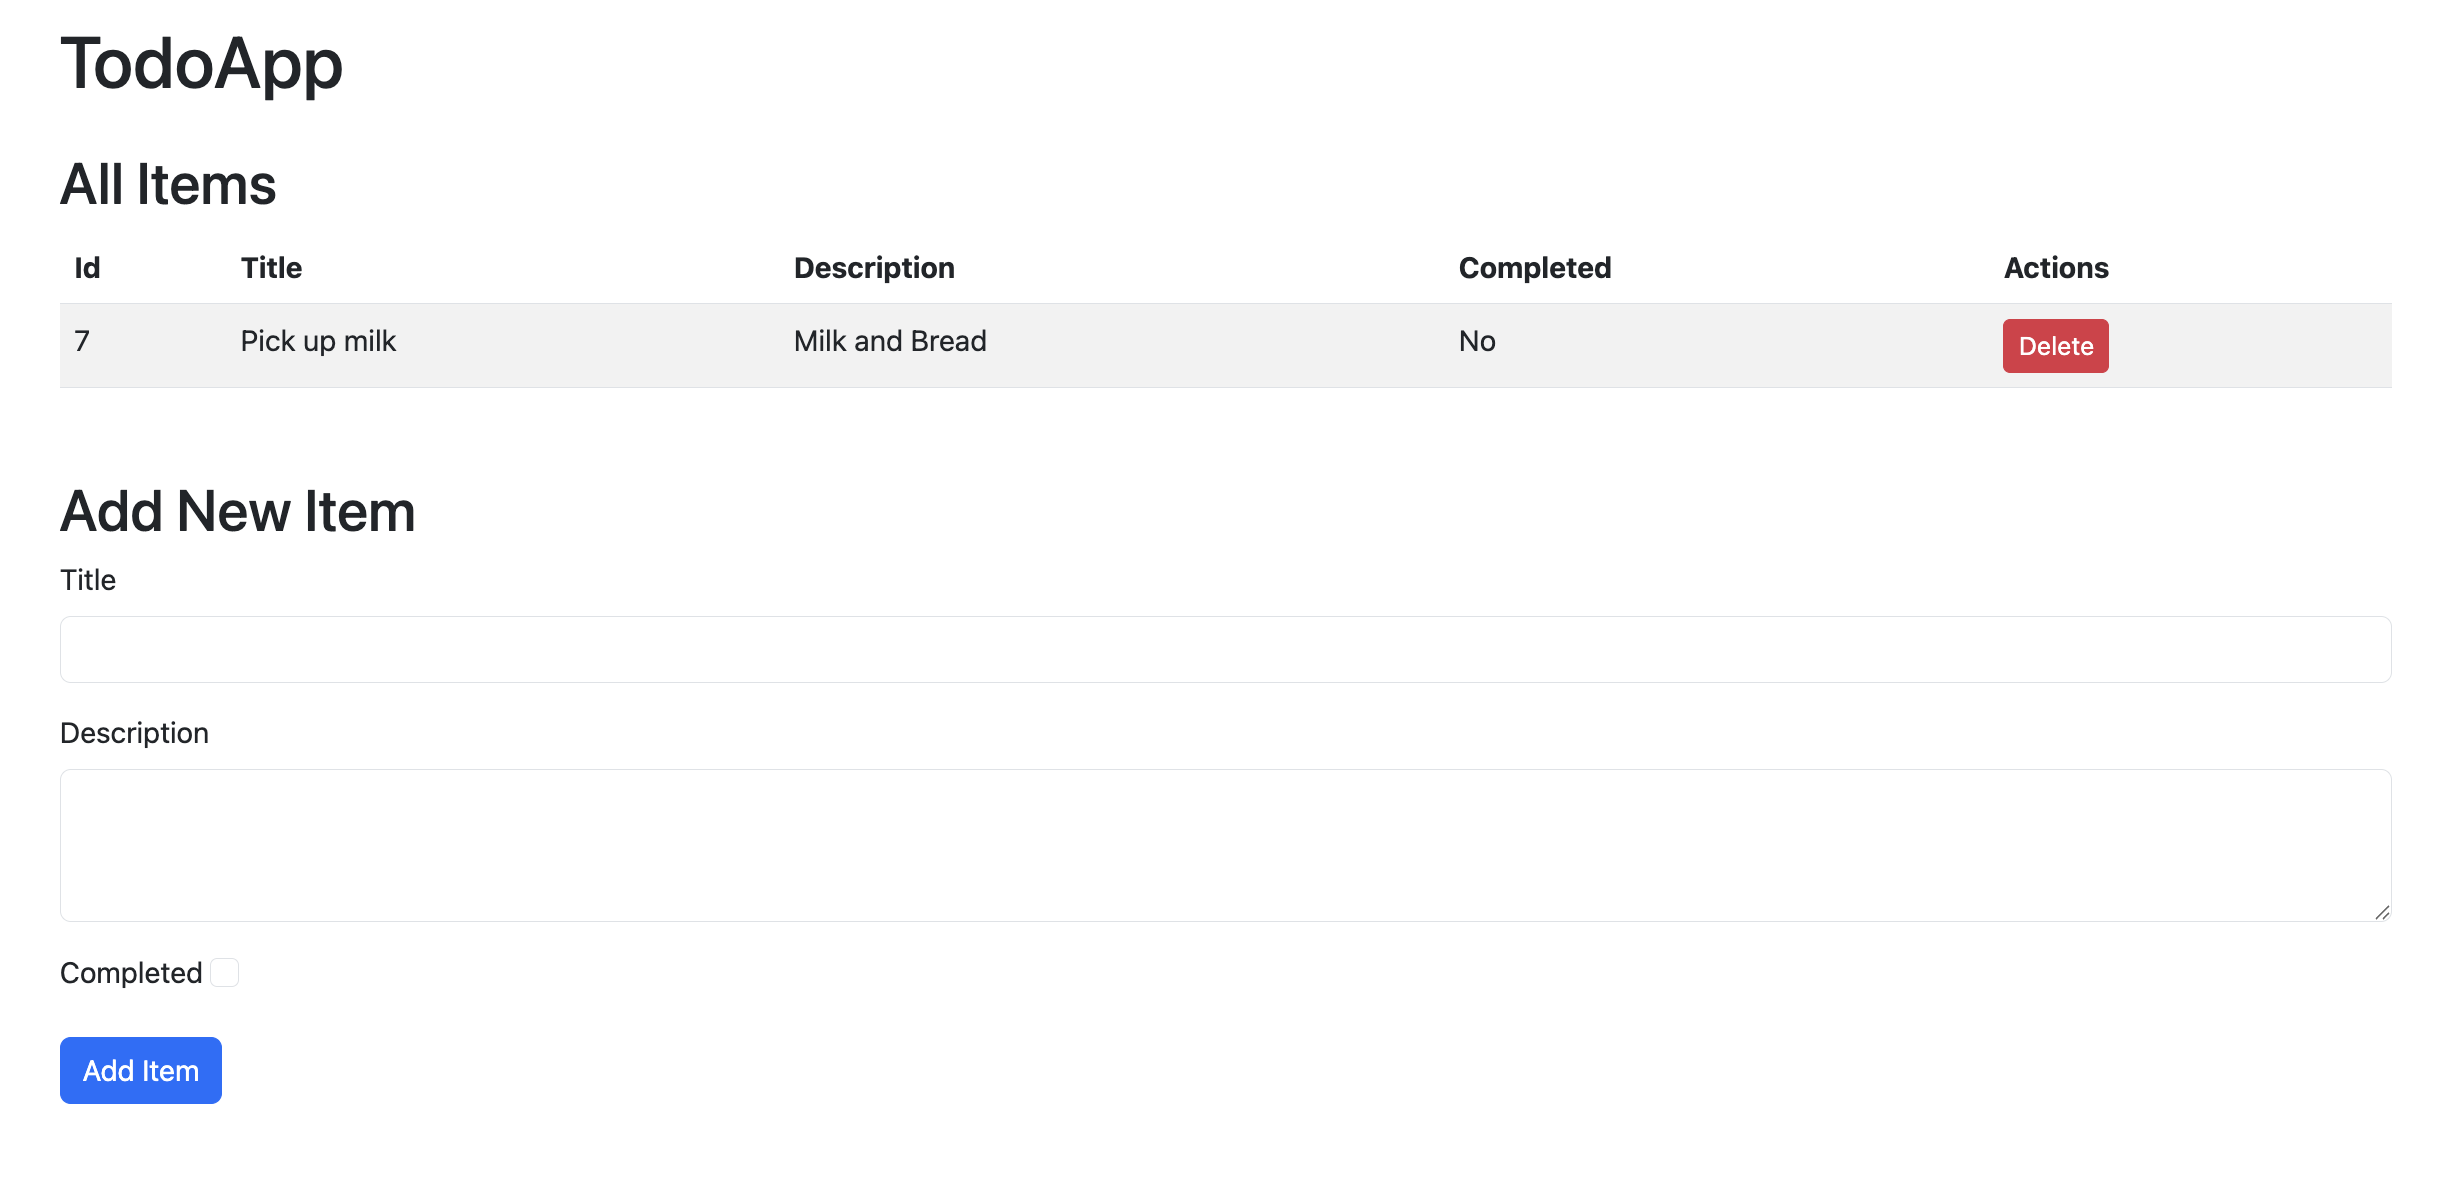 TodoApp
All Items
Id Title Description Completed Actions
7 Pick up milk Milk and Bread No Delete
Add New Item
Title
Description
Completed
Add Item